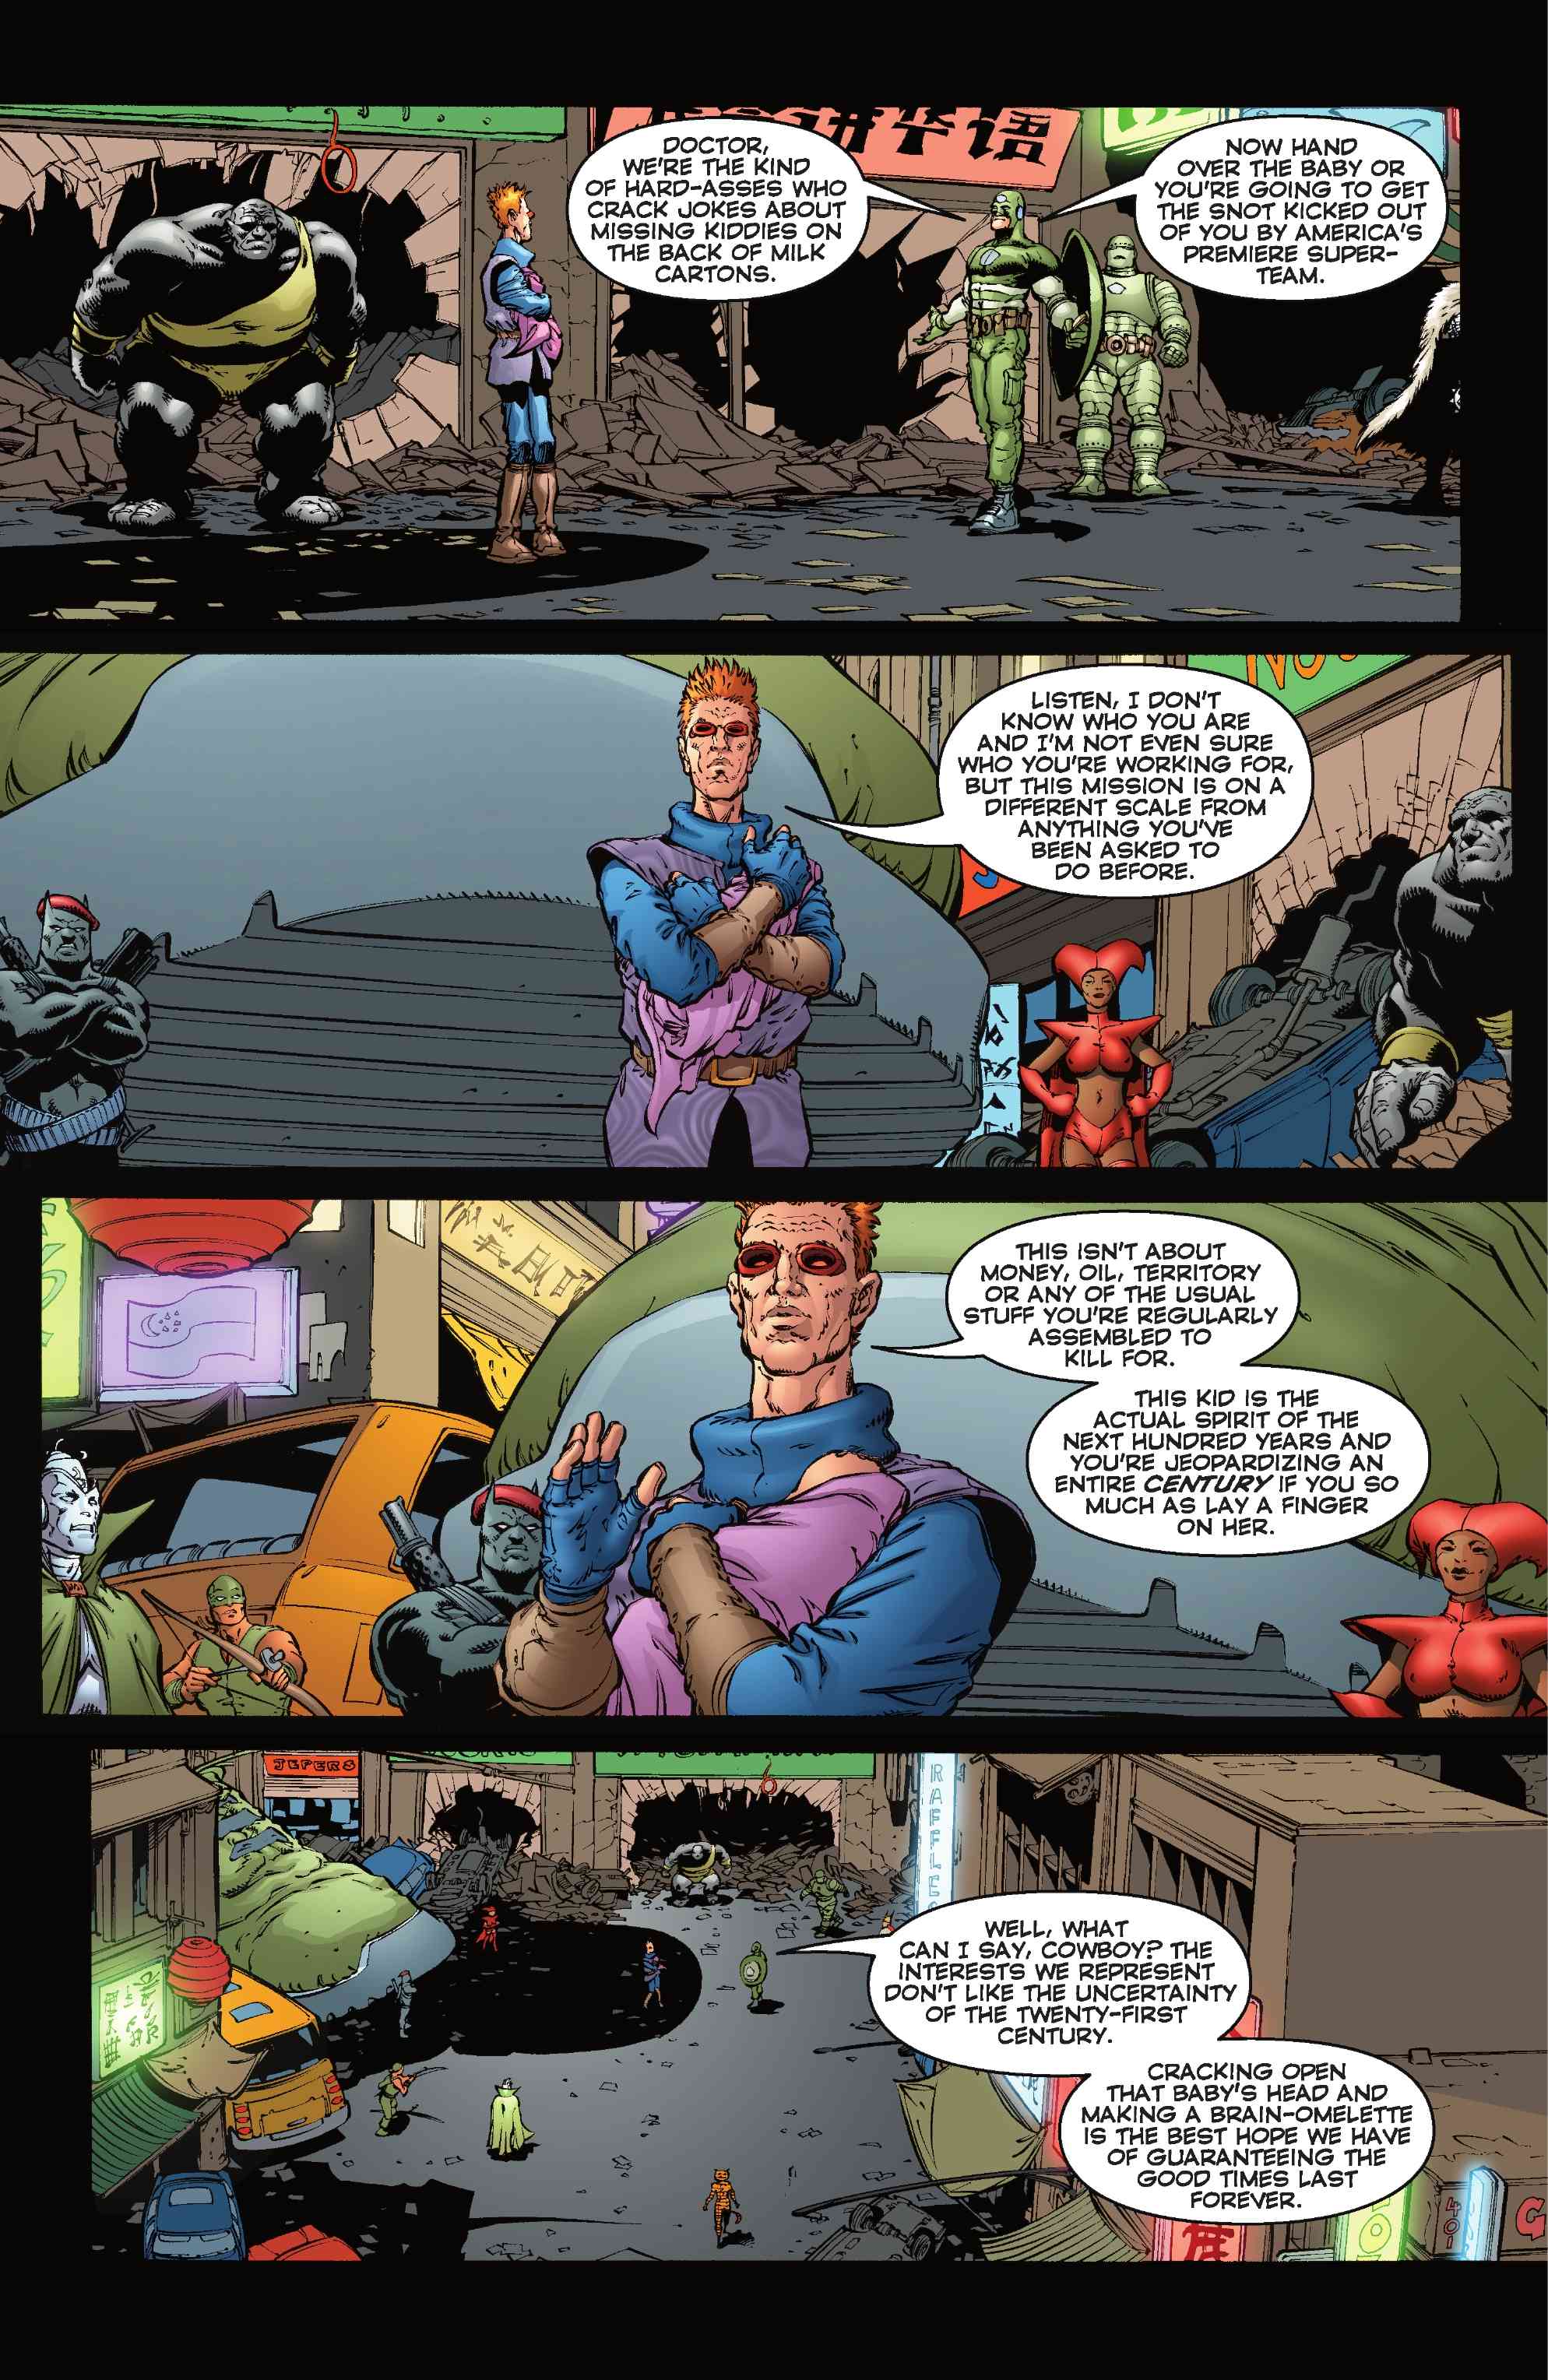 拼华语
DOCTOR,
WE'RE THE KIND
OF HARD-ASSES WHO
CRACK JOKES ABOUT
MISSING KIDDIES ON
THE BACK OF MILK
CARTONS.
NOW HAND
OVER THE BABY OR
YOU'RE GOING TO GET
THE SNOT KICKED OUT
OF YOU BY AMERICA'S
PREMIERE SUPER-
TEAM.
LISTEN, I DON'T
KNOW WHO YOU ARE
AND I'M NOT EVEN SURE
WHO YOU'RE WORKING FOR,
BUT THIS MISSION IS ON A
DIFFERENT SCALE FROM
ANYTHING YOU'VE
BEEN ASKED TO
DO BEFORE.
THIS ISN'T ABOUT
MONEY, OIL, TERRITORY
OR ANY OF THE USUAL
STUFF YOU'RE REGULARLY
ASSEMBLED TO
KILL FOR.
THIS KID IS THE
ACTUAL SPIRIT OF THE
NEXT HUNDRED YEARS AND
YOU'RE JEOPARDIZING AN
ENTIRE CENTURY IF YOU SO
MUCH AS LAY A FINGER
ON HER.
JEPERS
RAFFLES
WELL, WHAT
CAN I SAY, COWBOY? THE
INTERESTS WE REPRESENT
DON'T LIKE THE UNCERTAINTY
OF THE TWENTY-FIRST
CENTURY.
CRACKING OPEN
THAT BABY'S HEAD AND
MAKING A BRAIN-OMELETTE
IS THE BEST HOPE WE HAVE
OF GUARANTEEING THE
GOOD TIMES LAST
FOREVER.
401
G